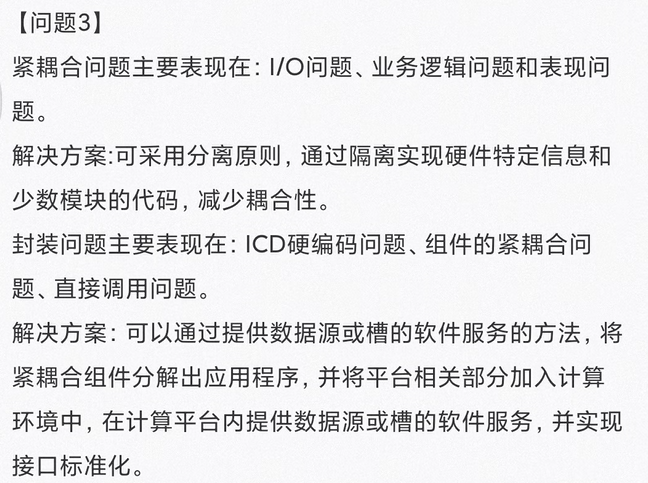 【问题3】
紧耦合问题主要表现在：I/O问题、业务逻辑问题和表现问
题。
解决方案:可采用分离原则，通过隔离实现硬件特定信息和
少数模块的代码，减少耦合性。
封装问题主要表现在：ICD硬编码问题、组件的紧耦合问
题、直接调用问题。
解决方案：可以通过提供数据源或槽的软件服务的方法，将
紧耦合组件分解出应用程序，并将平台相关部分加入计算
环境中，在计算平台内提供数据源或槽的软件服务，并实现
接口标准化。